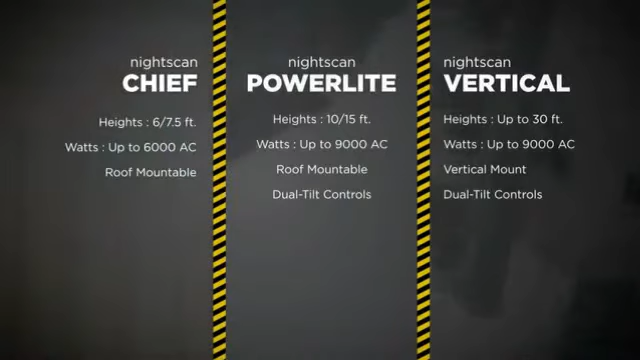 nightscan
CHIEF
Heights : 6/7.5 ft.
Watts : Up to 6000 AC
Roof Mountable
nightscan
POWERLITE
Heights : 10/15 ft.
Watts : Up to 9000 AC
Roof Mountable
Dual-Tilt Controls
nightscan
VERTICAL
Heights : Up to 30 ft.
Watts : Up to 9000 AC
Vertical Mount
Dual-Tilt Controls